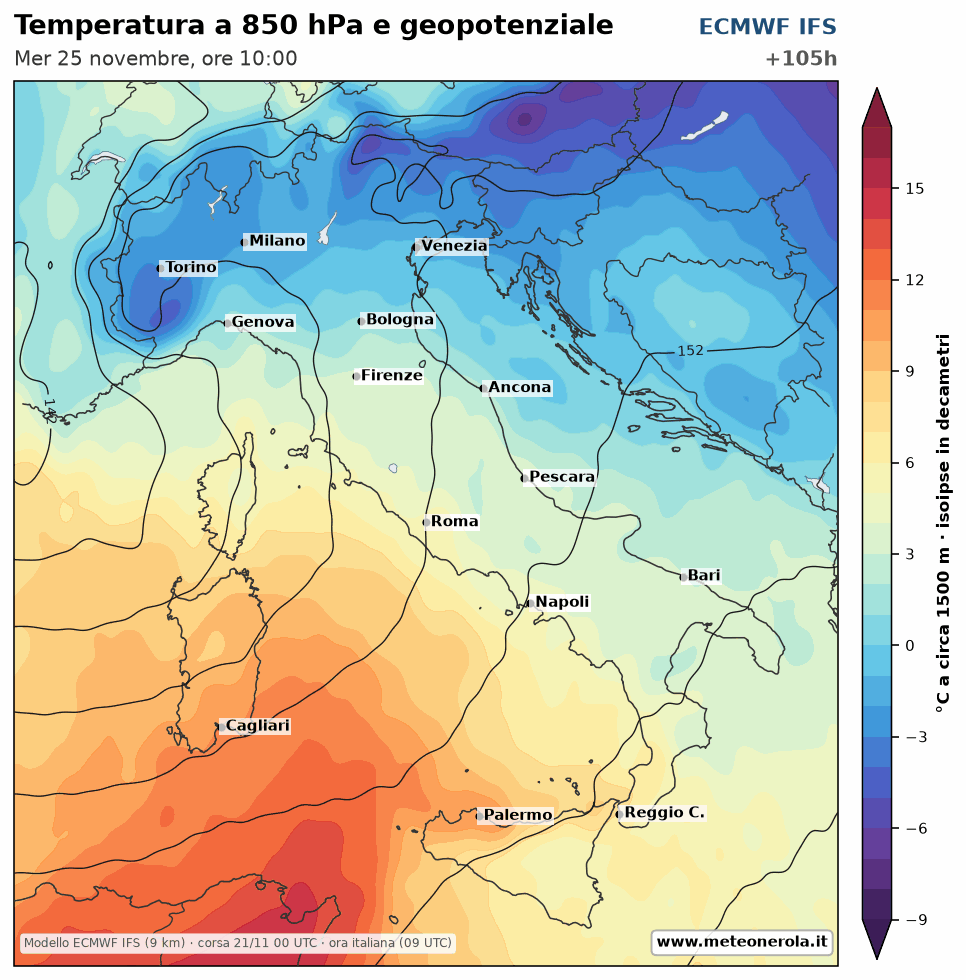 Temperatura a 850 hPa e geopotenziale
ECMWF IFS
Mer 25 novembre, ore 10:00
+105h
Milano
Venezia
Torino
Genova
Bologna
152
Firenze
Ancona
Pescara
Roma
Bari
Napoli
Cagliari
Palermo
Reggio C.
15
12
9
6
3
0
−3
−6
−9
°C a circa 1500 m · isoipse in decametri
Modello ECMWF IFS (9 km) · corsa 21/11 00 UTC · ora italiana (09 UTC)
www.meteonerola.it